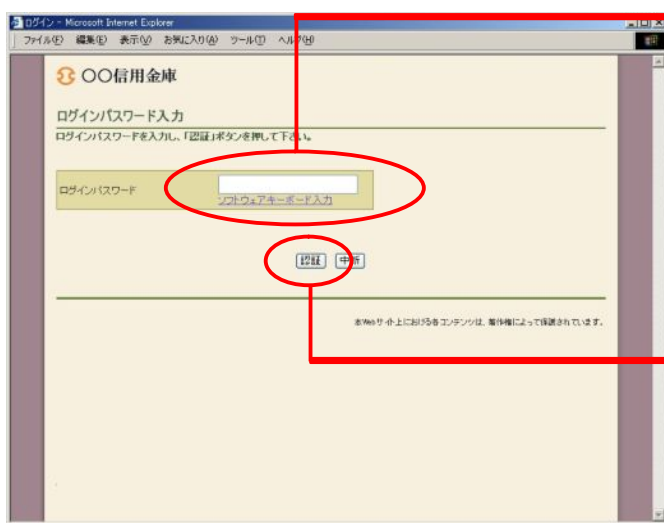 ログイン - Microsoft Internet Explorer
ファイル(F) 編集(E) 表示(V) お気に入り(A) ツール(T) ヘルプ(H)
〇〇信用金庫
ログインパスワード入力
ログインパスワードを入力し、「認証」ボタンを押して下さい。
ログインパスワード
ソフトウェアキーボード入力
認証 中断
本Webサイト上における各コンテンツは、著作権によって保護されています。